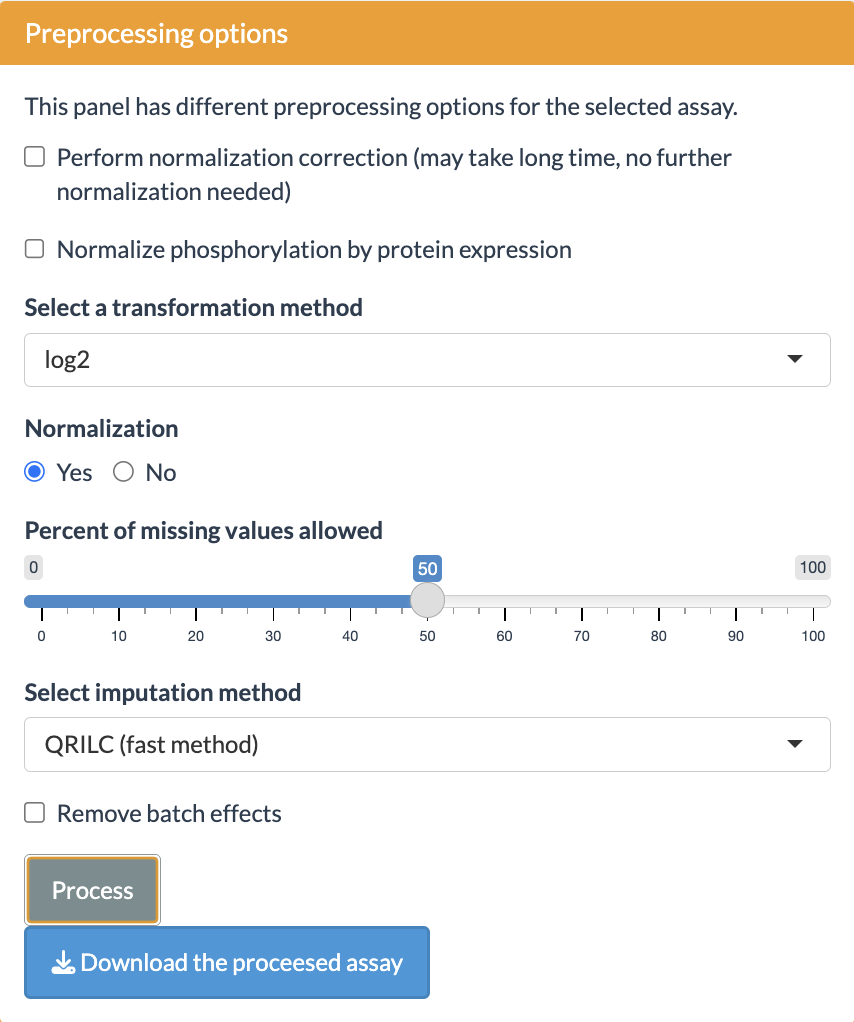 Preprocessing options
This panel has different preprocessing options for the selected assay.
Perform normalization correction (may take long time, no further
normalization needed)
Normalize phosphorylation by protein expression
Select a transformation method
log2
Normalization
Yes No
Percent of missing values allowed
0 50 100
0 10 20 30 40 50 60 70 80 90 100
Select imputation method
QRILC (fast method)
Remove batch effects
Process
Download the proceesed assay